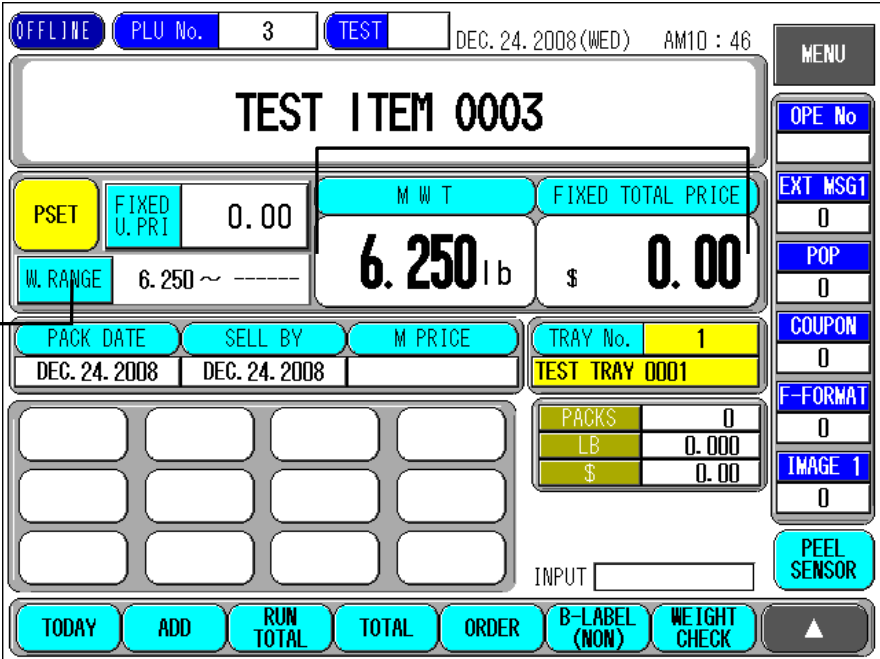 OFFLINE PLU No. 3 TEST DEC. 24. 2008(WED) AM10 : 46
MENU
TEST ITEM 0003
OPE No
PSET FIXED U.PRI 0.00
M W T
6.250 lb
FIXED TOTAL PRICE
$ 0.00
W.RANGE 6.250 ～ ------
EXT MSG1
0
POP
0
COUPON
0
F-FORMAT
0
IMAGE 1
0
PACK DATE SELL BY M PRICE
DEC. 24. 2008 DEC. 24. 2008
TRAY No. 1
TEST TRAY 0001
PACKS 0
LB 0.000
$ 0.00
INPUT
PEEL
SENSOR
TODAY ADD RUN TOTAL TOTAL ORDER B-LABEL (NON) WEIGHT CHECK ▲